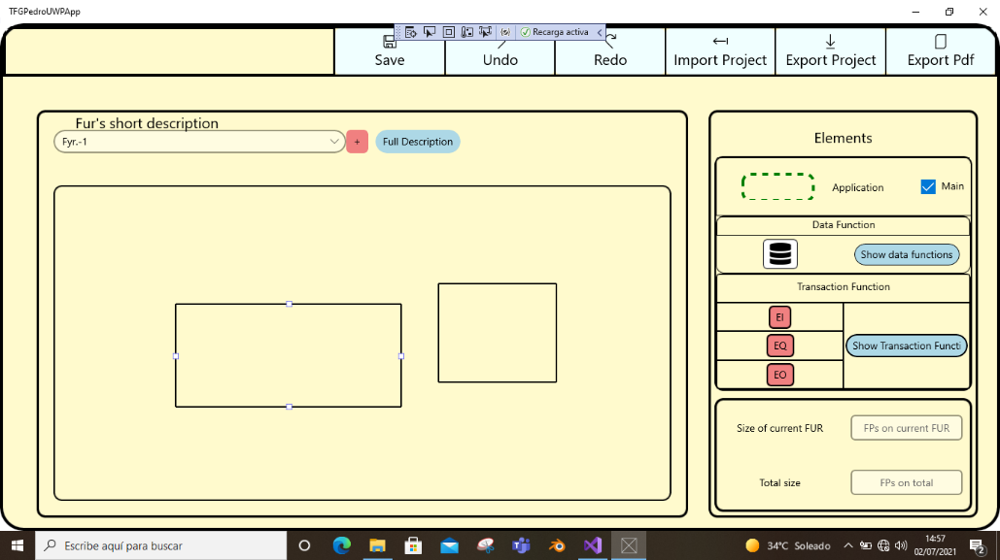 TFGPedroUWPApp
Recarga activa
Save
Undo
Redo
Import Project
Export Project
Export Pdf
Fur's short description
Fyr.-1
+
Full Description
Elements
Application
Main
Data Function
Show data functions
Transaction Function
EI
EQ
Show Transaction Functi
EO
Size of current FUR
FPs on current FUR
Total size
FPs on total
Escribe aquí para buscar
34°C Soleado
14:57
02/07/2021
2